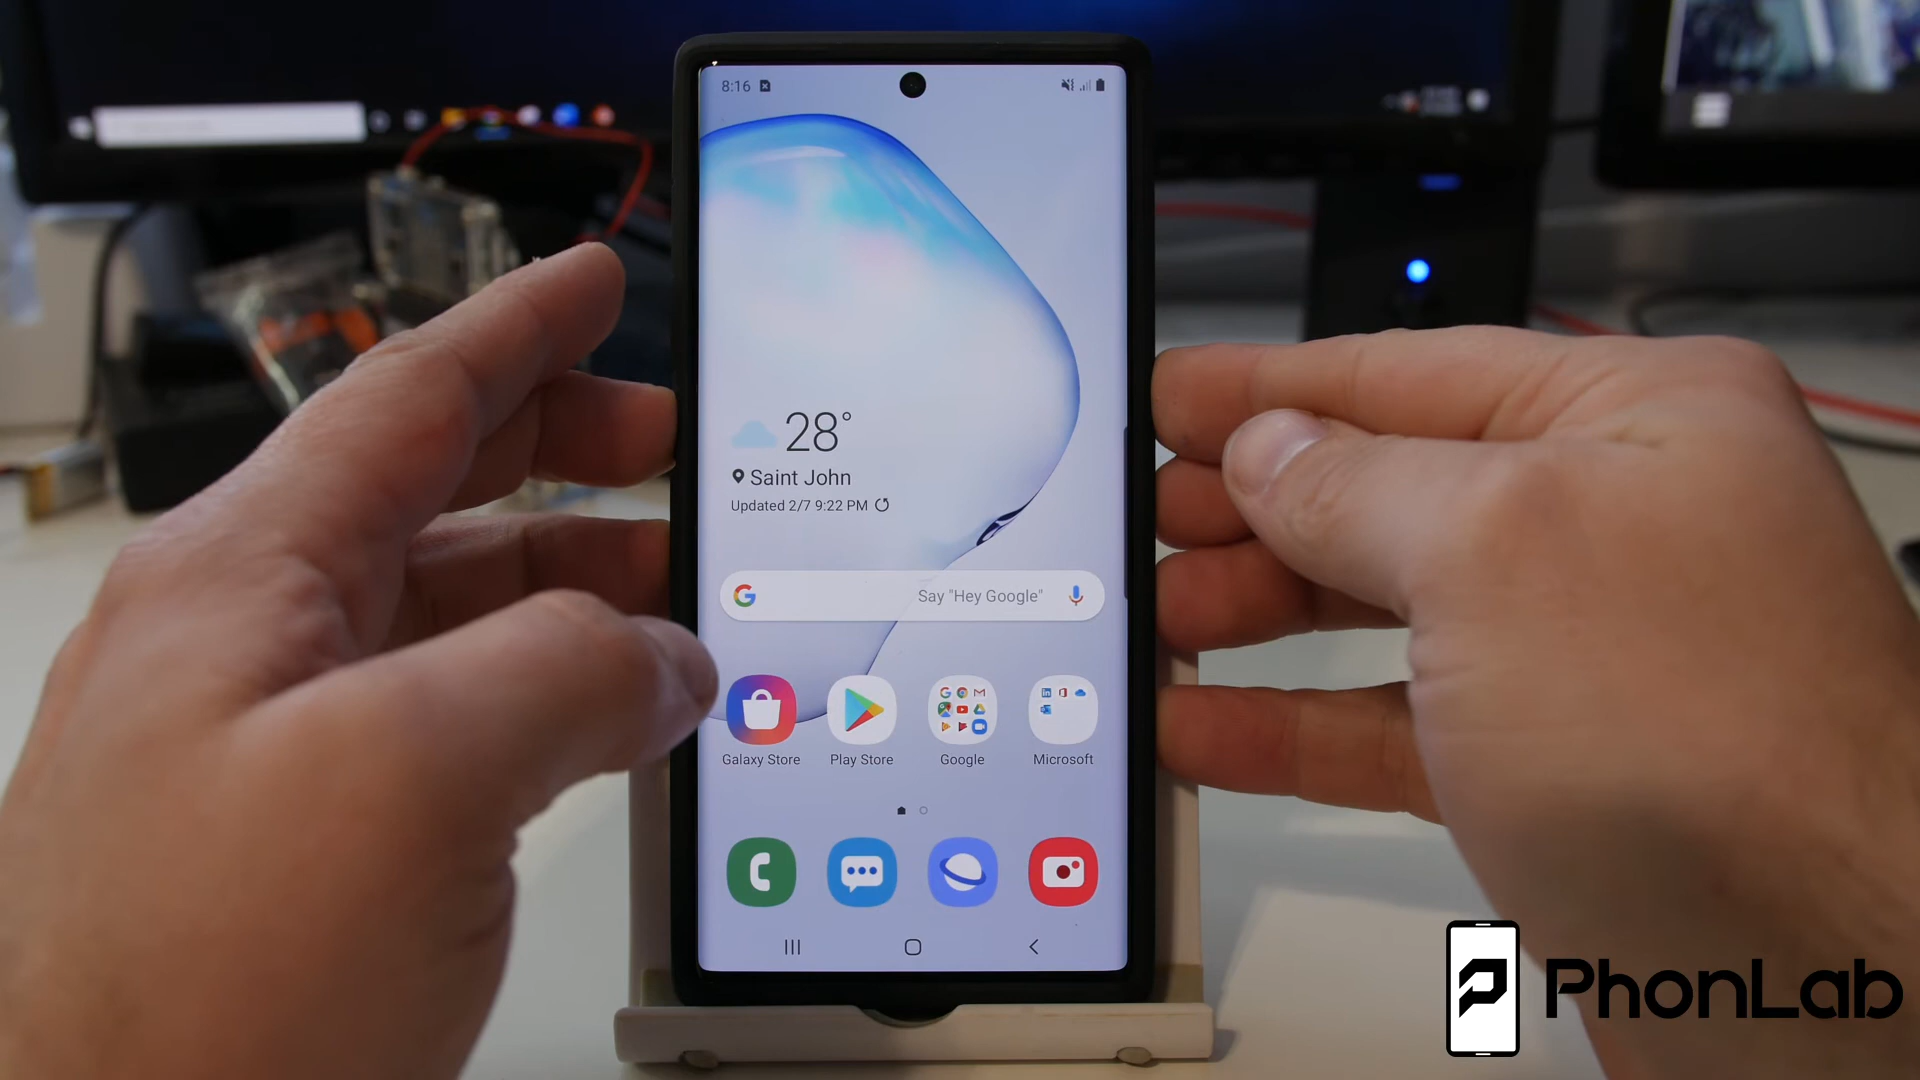 8:16
28°
Saint John
Updated 2/7 9:22 PM
Say "Hey Google"
Galaxy Store
Play Store
Google
Microsoft
PhonLab